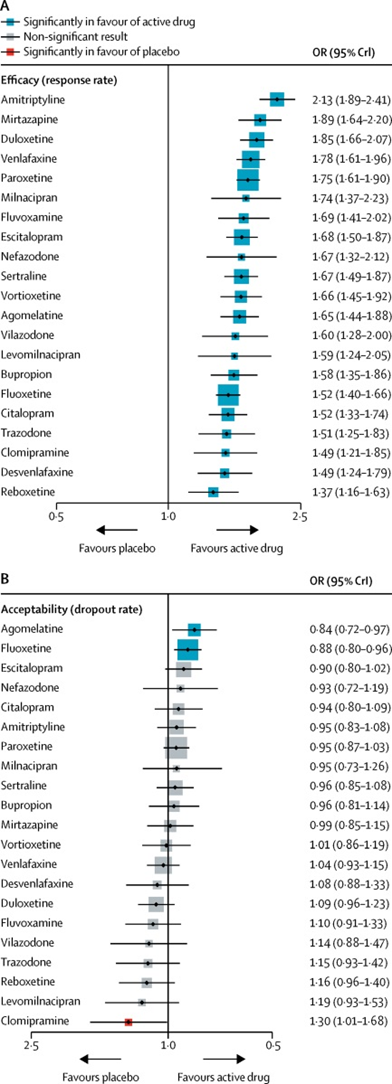 A
Significantly in favour of active drug
Non-significant result
Significantly in favour of placebo
OR (95% CrI)
Efficacy (response rate)
Amitriptyline 2·13 (1·89–2·41)
Mirtazapine 1·89 (1·64–2·20)
Duloxetine 1·85 (1·66–2·07)
Venlafaxine 1·78 (1·61–1·96)
Paroxetine 1·75 (1·61–1·90)
Milnacipran 1·74 (1·37–2·23)
Fluvoxamine 1·69 (1·41–2·02)
Escitalopram 1·68 (1·50–1·87)
Nefazodone 1·67 (1·32–2·12)
Sertraline 1·67 (1·49–1·87)
Vortioxetine 1·66 (1·45–1·92)
Agomelatine 1·65 (1·44–1·88)
Vilazodone 1·60 (1·28–2·00)
Levomilnacipran 1·59 (1·24–2·05)
Bupropion 1·58 (1·35–1·86)
Fluoxetine 1·52 (1·40–1·66)
Citalopram 1·52 (1·33–1·74)
Trazodone 1·51 (1·25–1·83)
Clomipramine 1·49 (1·21–1·85)
Desvenlafaxine 1·49 (1·24–1·79)
Reboxetine 1·37 (1·16–1·63)
0·5 1·0 2·5
Favours placebo Favours active drug
B
OR (95% CrI)
Acceptability (dropout rate)
Agomelatine 0·84 (0·72–0·97)
Fluoxetine 0·88 (0·80–0·96)
Escitalopram 0·90 (0·80–1·02)
Nefazodone 0·93 (0·72–1·19)
Citalopram 0·94 (0·80–1·09)
Amitriptyline 0·95 (0·83–1·08)
Paroxetine 0·95 (0·87–1·03)
Milnacipran 0·95 (0·73–1·26)
Sertraline 0·96 (0·85–1·08)
Bupropion 0·96 (0·81–1·14)
Mirtazapine 0·99 (0·85–1·15)
Vortioxetine 1·01 (0·86–1·19)
Venlafaxine 1·04 (0·93–1·15)
Desvenlafaxine 1·08 (0·88–1·33)
Duloxetine 1·09 (0·96–1·23)
Fluvoxamine 1·10 (0·91–1·33)
Vilazodone 1·14 (0·88–1·47)
Trazodone 1·15 (0·93–1·42)
Reboxetine 1·16 (0·96–1·40)
Levomilnacipran 1·19 (0·93–1·53)
Clomipramine 1·30 (1·01–1·68)
2·5 1·0 0·5
Favours placebo Favours active drug